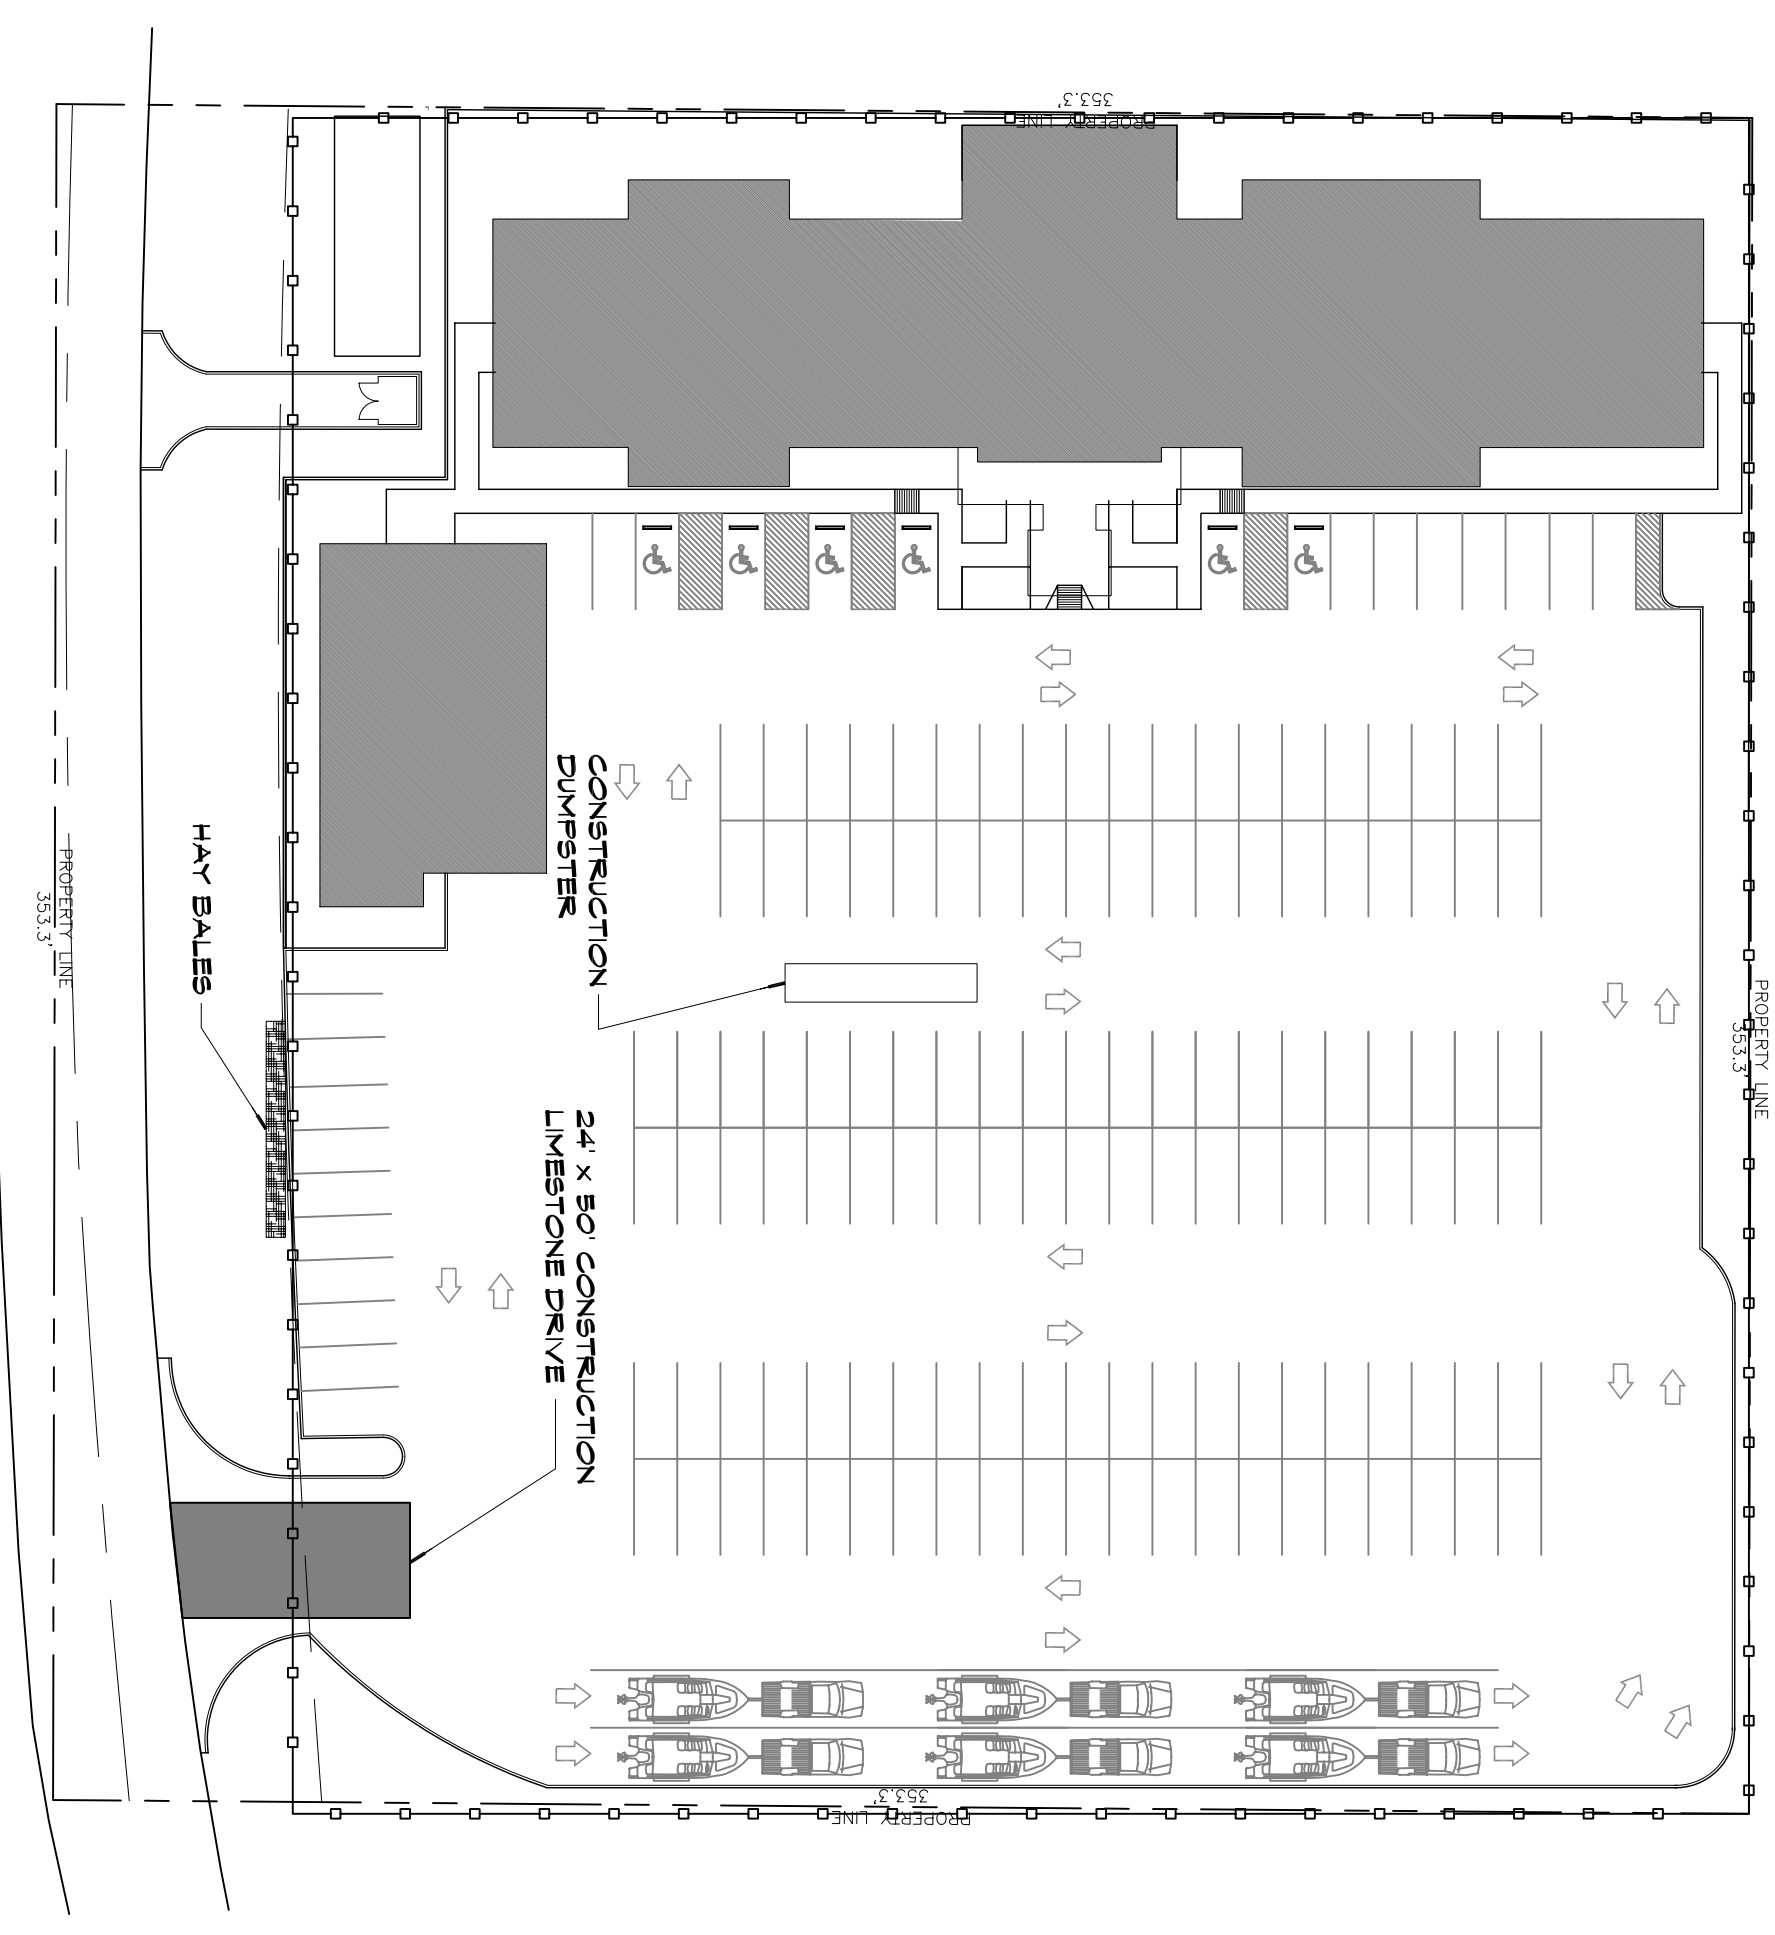 353.3'
PROPERTY LINE
CONSTRUCTION
DUMPSTER
HAY BALES
PROPERTY LINE
353.3'
PROPERTY LINE
353.3'
24' x 50' CONSTRUCTION
LIMESTONE DRIVE
353.3'
PROPERTY LINE